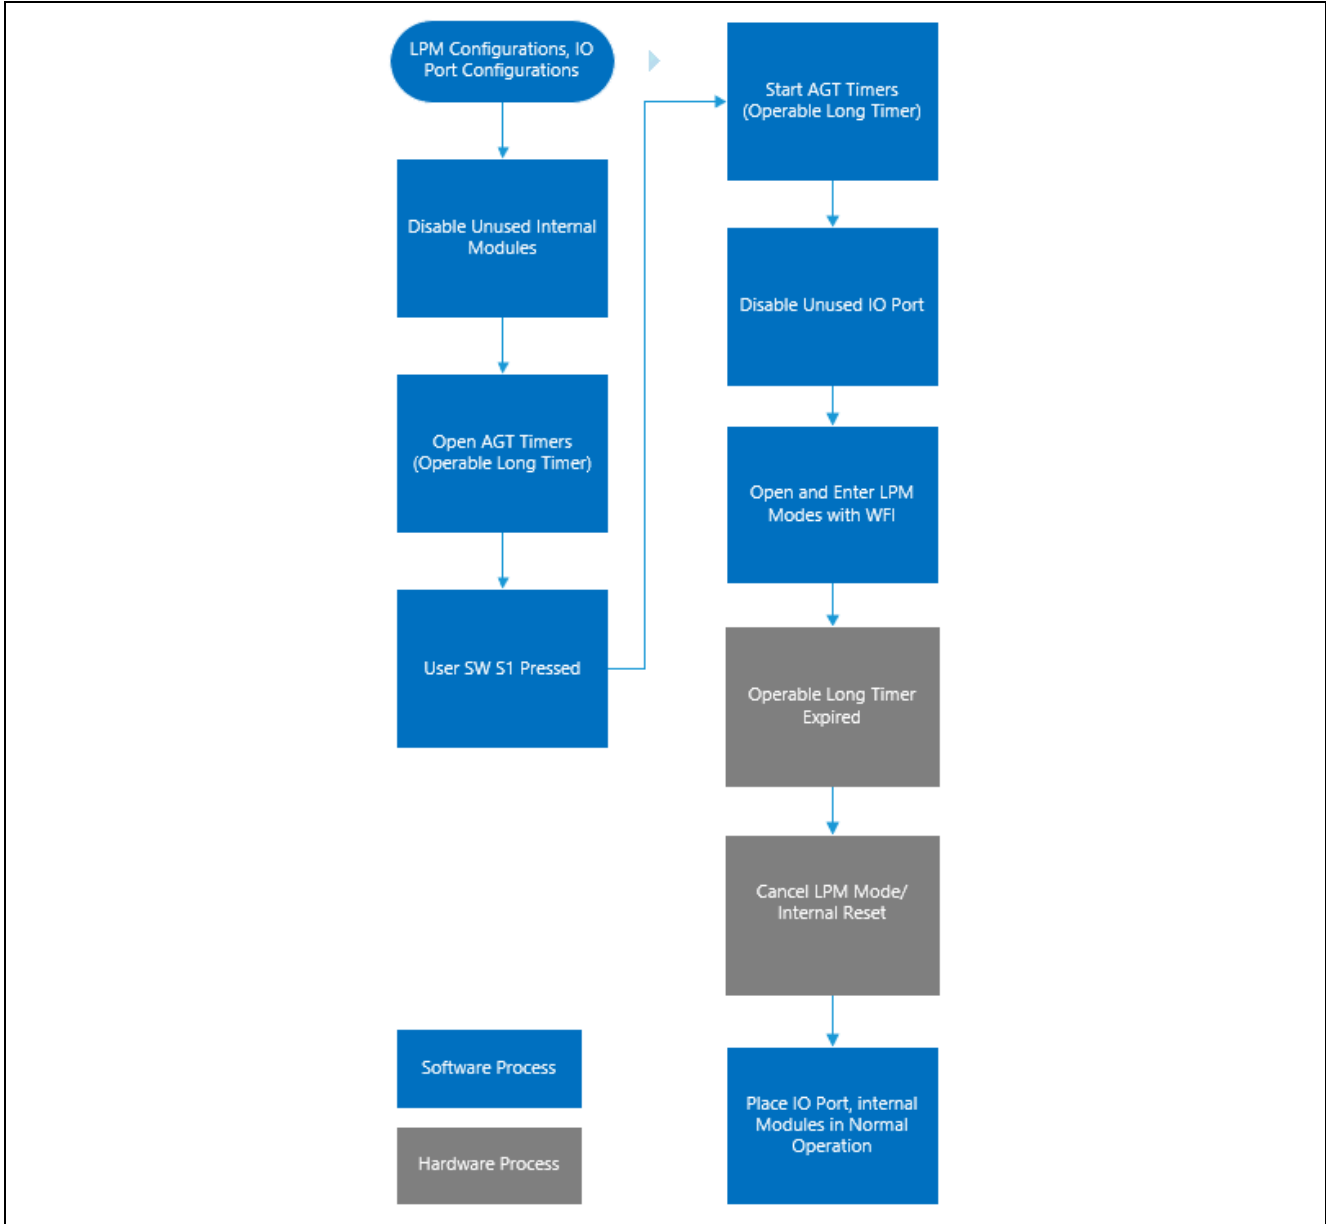 LPM Configurations, IO
Port Configurations
Disable Unused Internal
Modules
Open AGT Timers
(Operable Long Timer)
User SW S1 Pressed
Start AGT Timers
(Operable Long Timer)
Disable Unused IO Port
Open and Enter LPM
Modes with WFI
Operable Long Timer
Expired
Cancel LPM Mode/
Internal Reset
Place IO Port, internal
Modules in Normal
Operation
Software Process
Hardware Process